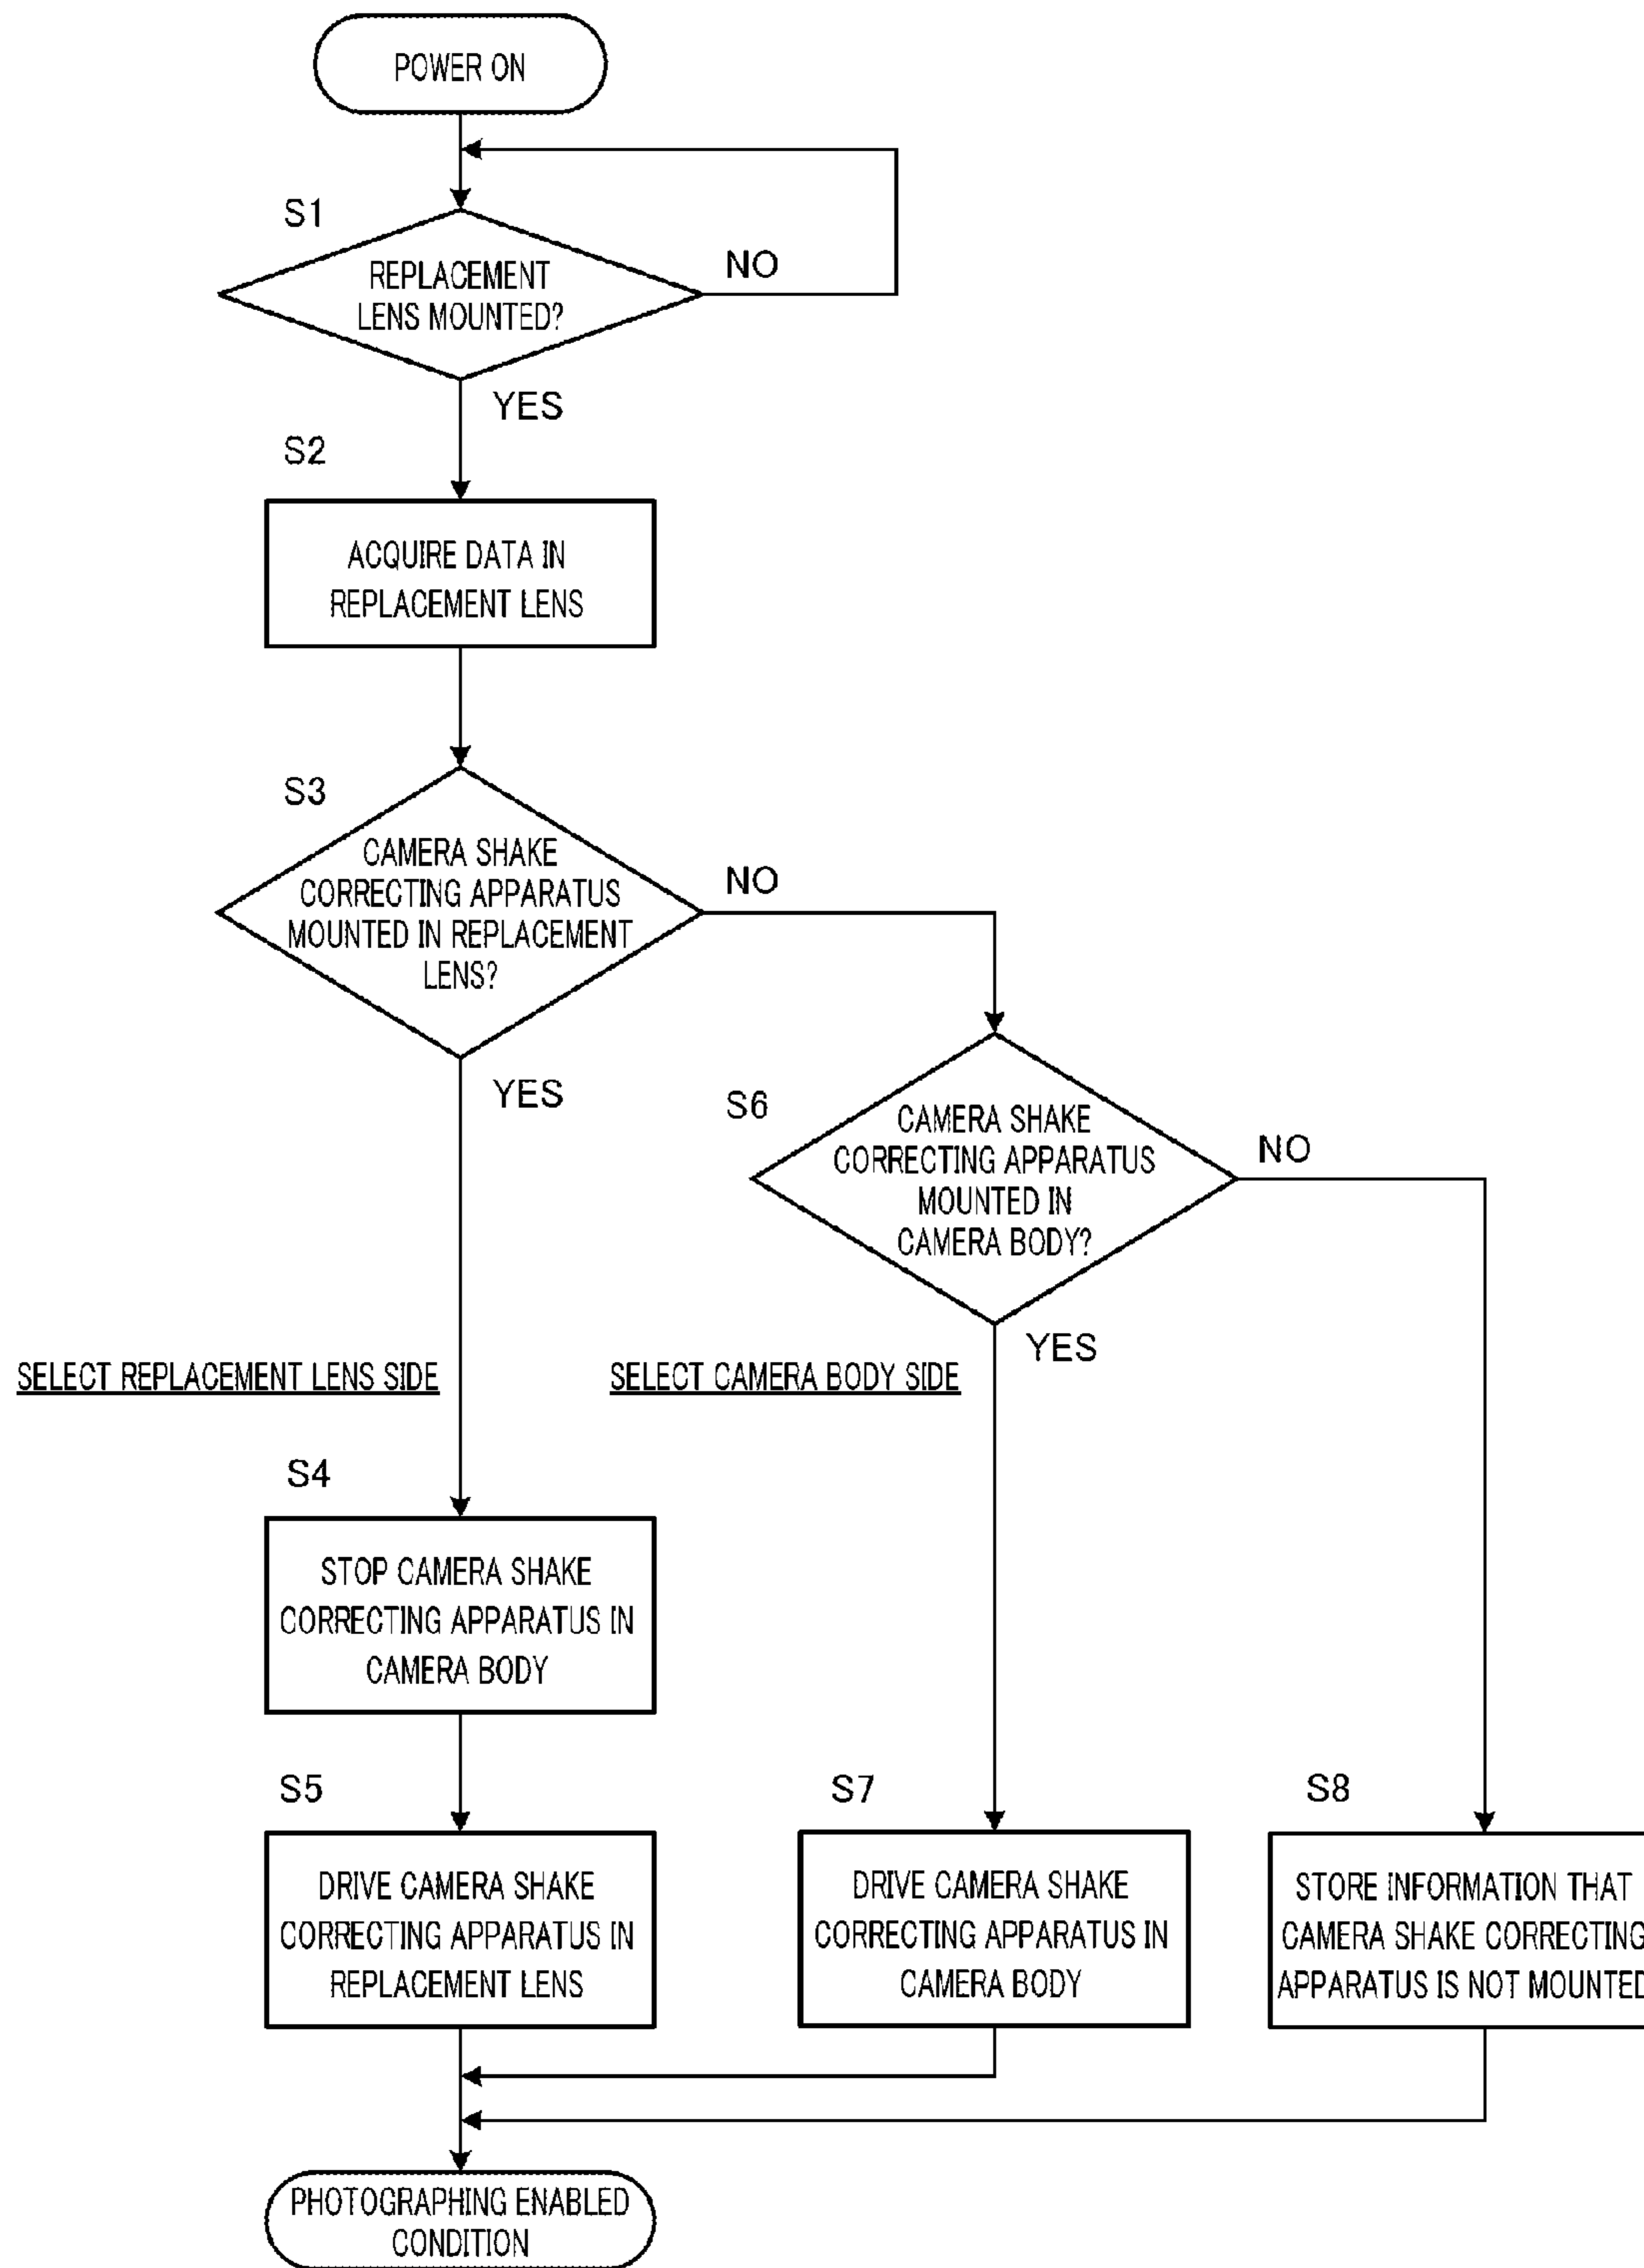 POWER ON
S1
REPLACEMENT
LENS MOUNTED?
NO
YES
S2
ACQUIRE DATA IN
REPLACEMENT LENS
S3
CAMERA SHAKE
CORRECTING APPARATUS
MOUNTED IN REPLACEMENT
LENS?
NO
YES
S6
CAMERA SHAKE
CORRECTING APPARATUS
MOUNTED IN
CAMERA BODY?
NO
YES
SELECT REPLACEMENT LENS SIDE
SELECT CAMERA BODY SIDE
S4
STOP CAMERA SHAKE
CORRECTING APPARATUS IN
CAMERA BODY
S5
DRIVE CAMERA SHAKE
CORRECTING APPARATUS IN
REPLACEMENT LENS
S7
DRIVE CAMERA SHAKE
CORRECTING APPARATUS IN
CAMERA BODY
S8
STORE INFORMATION THAT
CAMERA SHAKE CORRECTING
APPARATUS IS NOT MOUNTED
PHOTOGRAPHING ENABLED
CONDITION